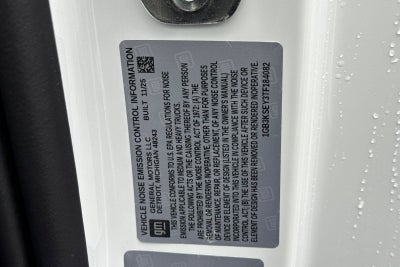 VEHICLE NOISE EMISSION CONTROL INFORMATION
gm
GENERAL MOTORS LLC
DETROIT, MICHIGAN 48243
BUILT 11/25
THIS VEHICLE CONFORMS TO U.S. EPA REGULATIONS FOR NOISE
EMISSION APPLICABLE TO MEDIUM AND HEAVY TRUCKS.
THE FOLLOWING ACTS OR THE CAUSING THEREOF BY ANY PERSON
ARE PROHIBITED BY THE NOISE CONTROL ACT OF 1972: (A) THE
REMOVAL OR RENDERING INOPERATIVE, OTHER THAN FOR PURPOSES
OF MAINTENANCE, REPAIR, OR REPLACEMENT, OF ANY NOISE CONTROL
DEVICE OR ELEMENT OF DESIGN (LISTED IN THE OWNER'S MANUAL)
INCORPORATED INTO THIS VEHICLE IN COMPLIANCE WITH THE NOISE
CONTROL ACT, (B) THE USE OF THIS VEHICLE AFTER SUCH DEVICE OR
ELEMENT OF DESIGN HAS BEEN REMOVED OR RENDERED INOPERATIVE.